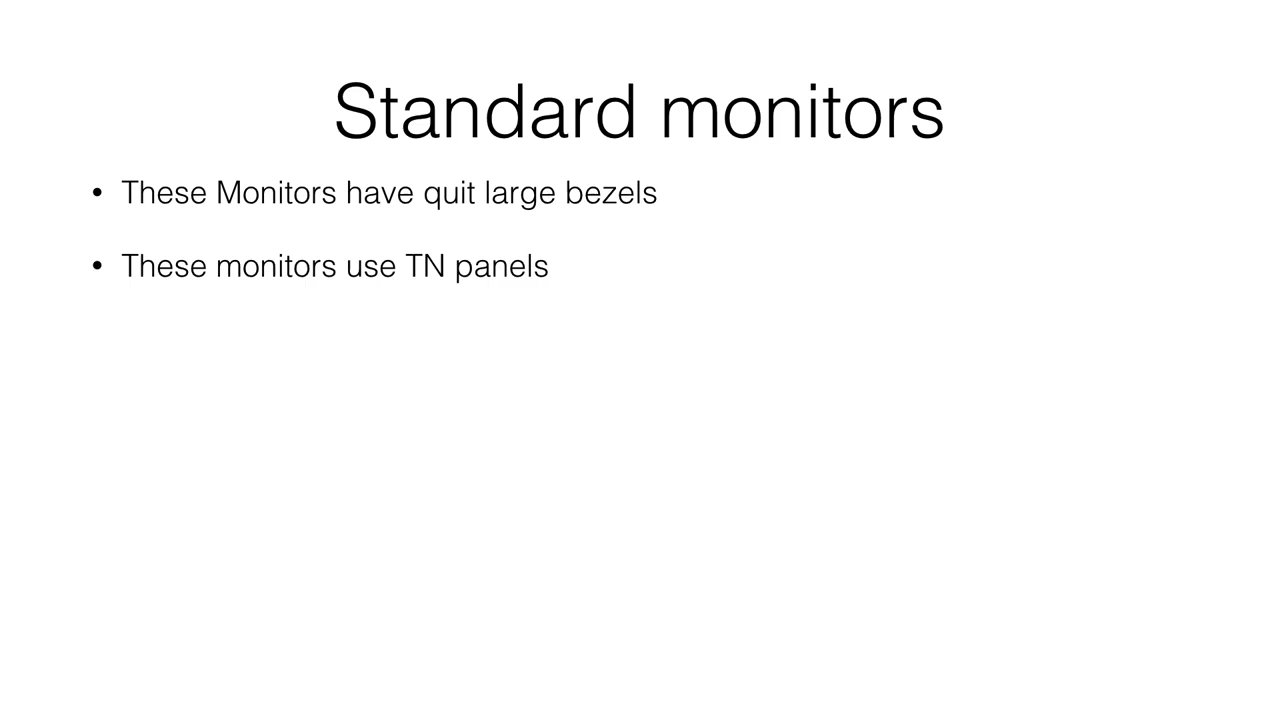 Standard monitors
• These Monitors have quit large bezels
• These monitors use TN panels